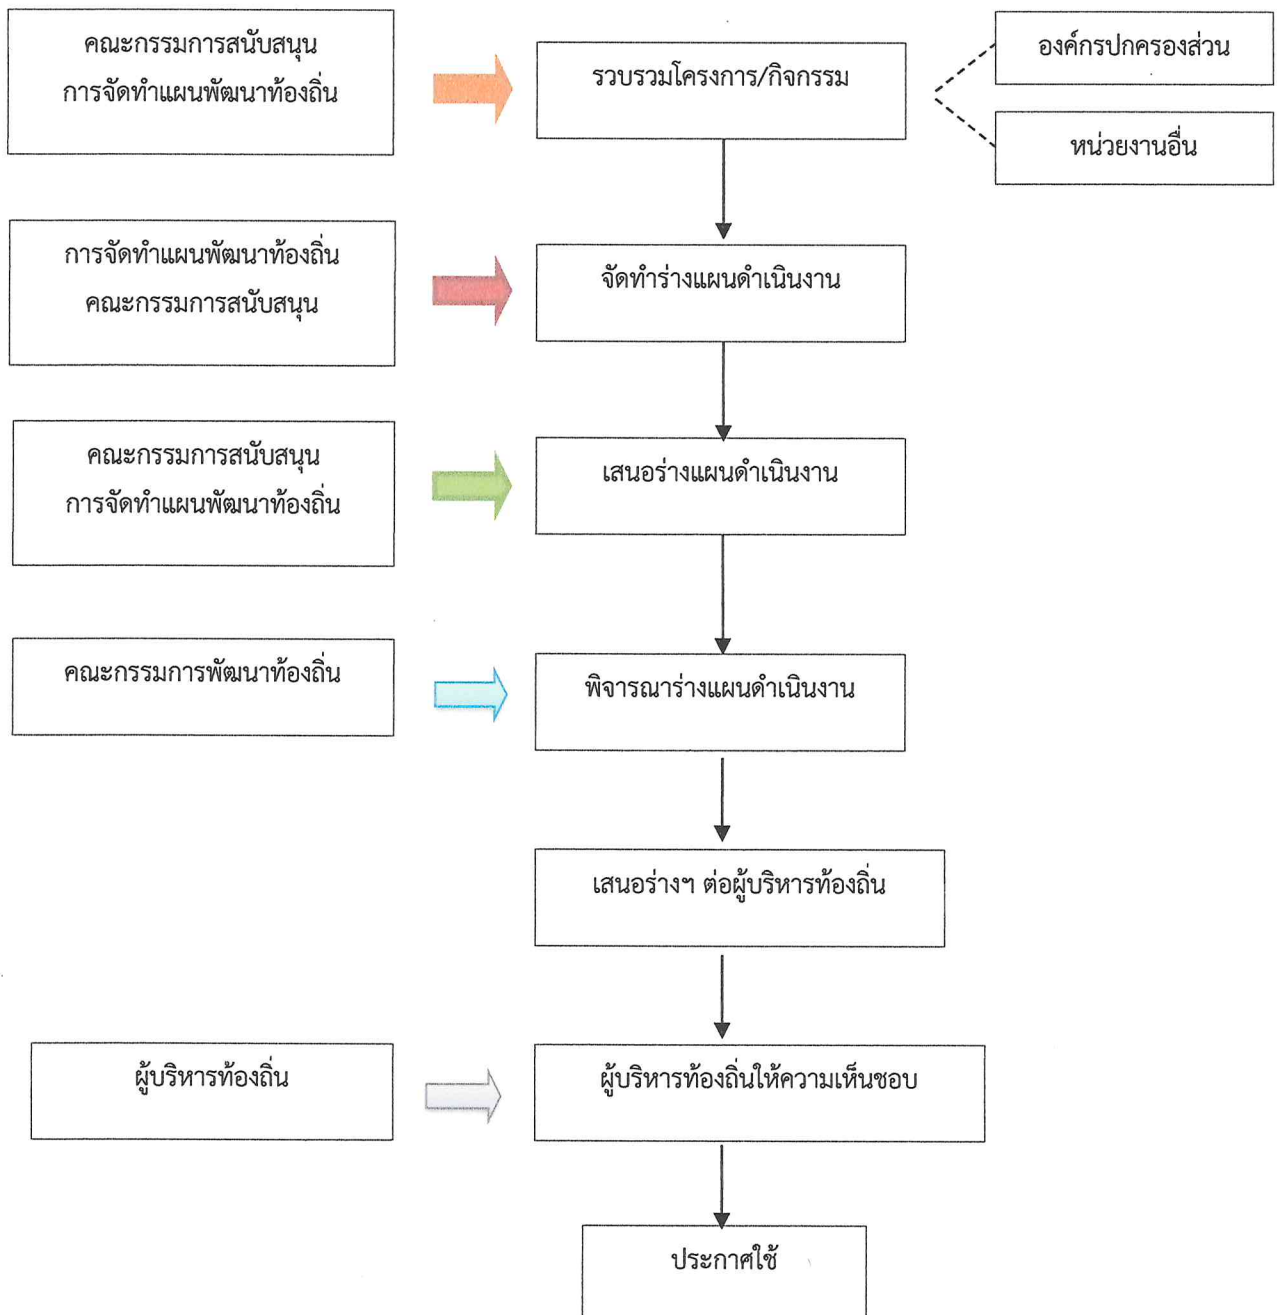 คณะกรรมการสนับสนุน
การจัดทำแผนพัฒนาท้องถิ่น
รวบรวมโครงการ/กิจกรรม
องค์กรปกครองส่วน
หน่วยงานอื่น
การจัดทำแผนพัฒนาท้องถิ่น
คณะกรรมการสนับสนุน
จัดทำร่างแผนดำเนินงาน
คณะกรรมการสนับสนุน
การจัดทำแผนพัฒนาท้องถิ่น
เสนอร่างแผนดำเนินงาน
คณะกรรมการพัฒนาท้องถิ่น
พิจารณาร่างแผนดำเนินงาน
เสนอร่างฯ ต่อผู้บริหารท้องถิ่น
ผู้บริหารท้องถิ่น
ผู้บริหารท้องถิ่นให้ความเห็นชอบ
ประกาศใช้